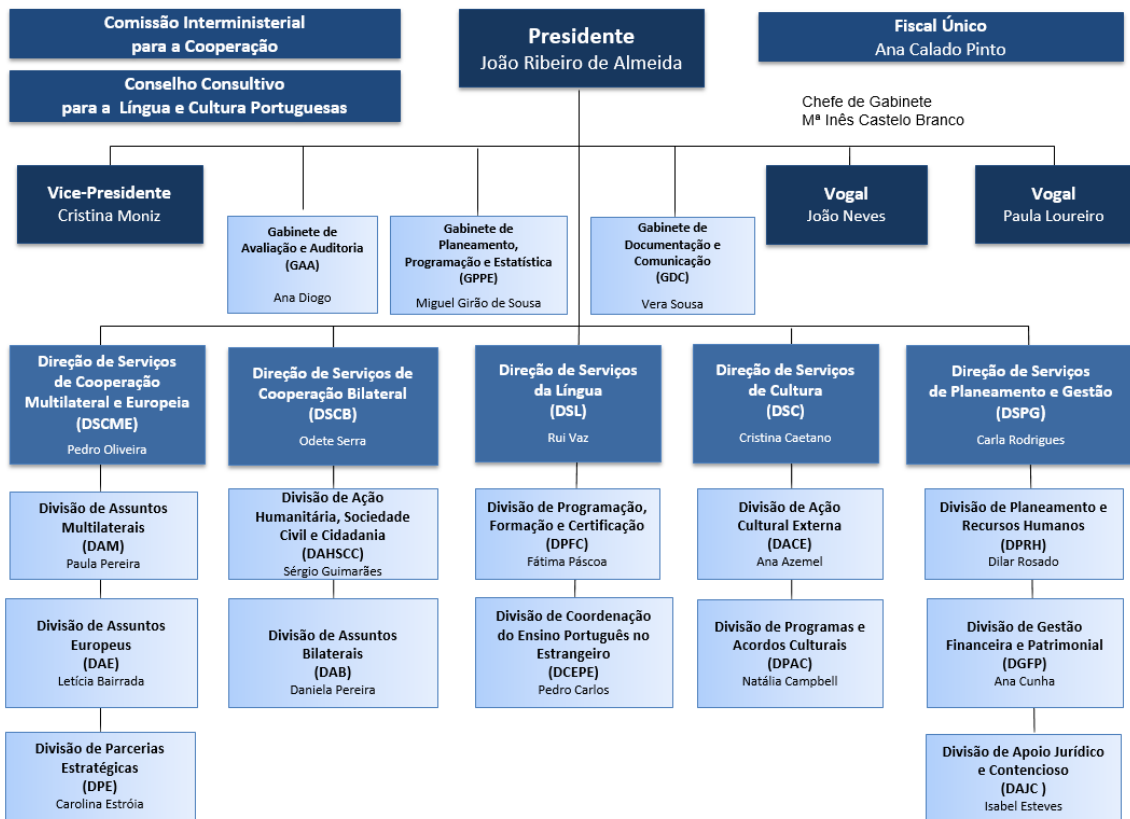 Comissão Interministerial
para a Cooperação
Conselho Consultivo
para a Língua e Cultura Portuguesas
Presidente
João Ribeiro de Almeida
Fiscal Único
Ana Calado Pinto
Chefe de Gabinete
Mª Inês Castelo Branco
Vice-Presidente
Cristina Moniz
Gabinete de
Avaliação e Auditoria
(GAA)
Ana Diogo
Gabinete de
Planeamento,
Programação e Estatística
(GPPE)
Miguel Girão de Sousa
Gabinete de
Documentação e
Comunicação
(GDC)
Vera Sousa
Vogal
João Neves
Vogal
Paula Loureiro
Direção de Serviços
de Cooperação
Multilateral e Europeia
(DSCME)
Pedro Oliveira
Direção de Serviços de
Cooperação Bilateral
(DSCB)
Odete Serra
Direção de Serviços
da Língua
(DSL)
Rui Vaz
Direção de Serviços
de Cultura
(DSC)
Cristina Caetano
Direção de Serviços
de Planeamento e Gestão
(DSPG)
Carla Rodrigues
Divisão de Assuntos
Multilaterais
(DAM)
Paula Pereira
Divisão de Ação
Humanitária, Sociedade
Civil e Cidadania
(DAHSCC)
Sérgio Guimarães
Divisão de Programação,
Formação e Certificação
(DPFC)
Fátima Páscoa
Divisão de Ação
Cultural Externa
(DACE)
Ana Azemel
Divisão de Planeamento e
Recursos Humanos
(DPRH)
Dilar Rosado
Divisão de Assuntos
Europeus
(DAE)
Letícia Bairrada
Divisão de Assuntos
Bilaterais
(DAB)
Daniela Pereira
Divisão de Coordenação
do Ensino Português no
Estrangeiro
(DCEPE)
Pedro Carlos
Divisão de Programas e
Acordos Culturais
(DPAC)
Natália Campbell
Divisão de Gestão
Financeira e Patrimonial
(DGFP)
Ana Cunha
Divisão de Parcerias
Estratégicas
(DPE)
Carolina Estróia
Divisão de Apoio Jurídico
e Contencioso
(DAJC )
Isabel Esteves